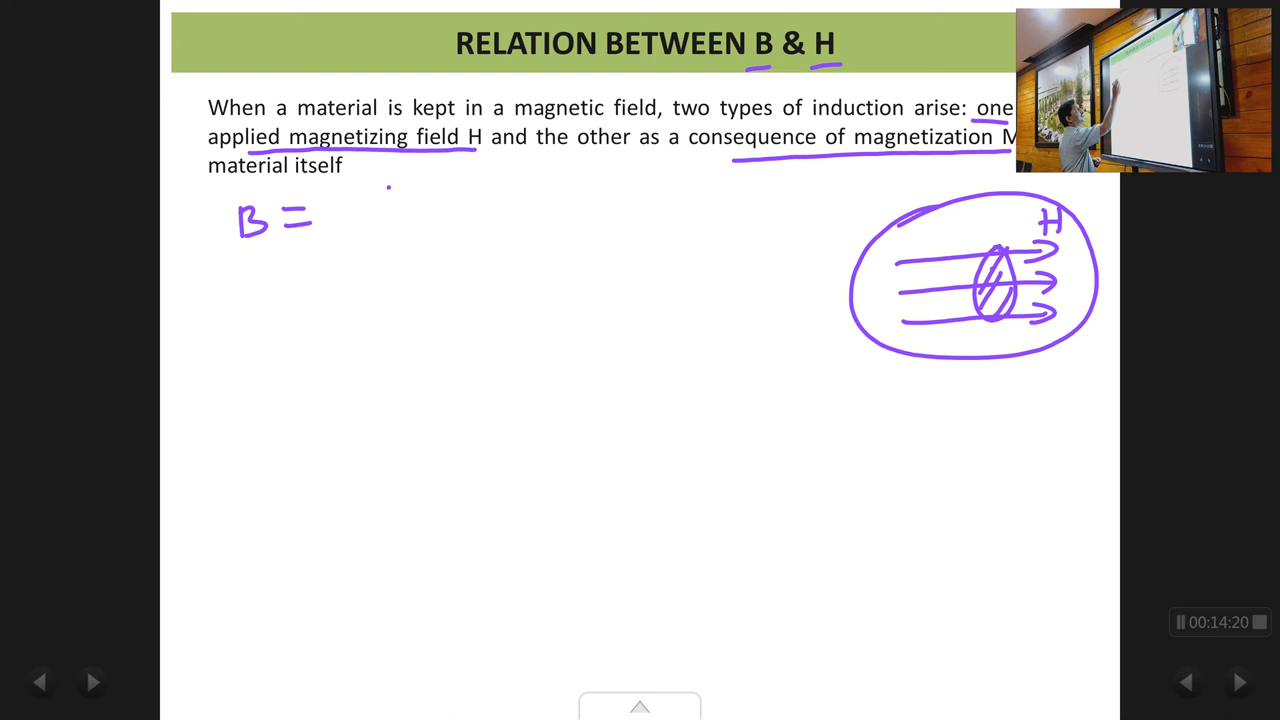 RELATION BETWEEN B & H
When a material is kept in a magnetic field, two types of induction arise: one
applied magnetizing field H and the other as a consequence of magnetization M
material itself
B =
H
00:14:20